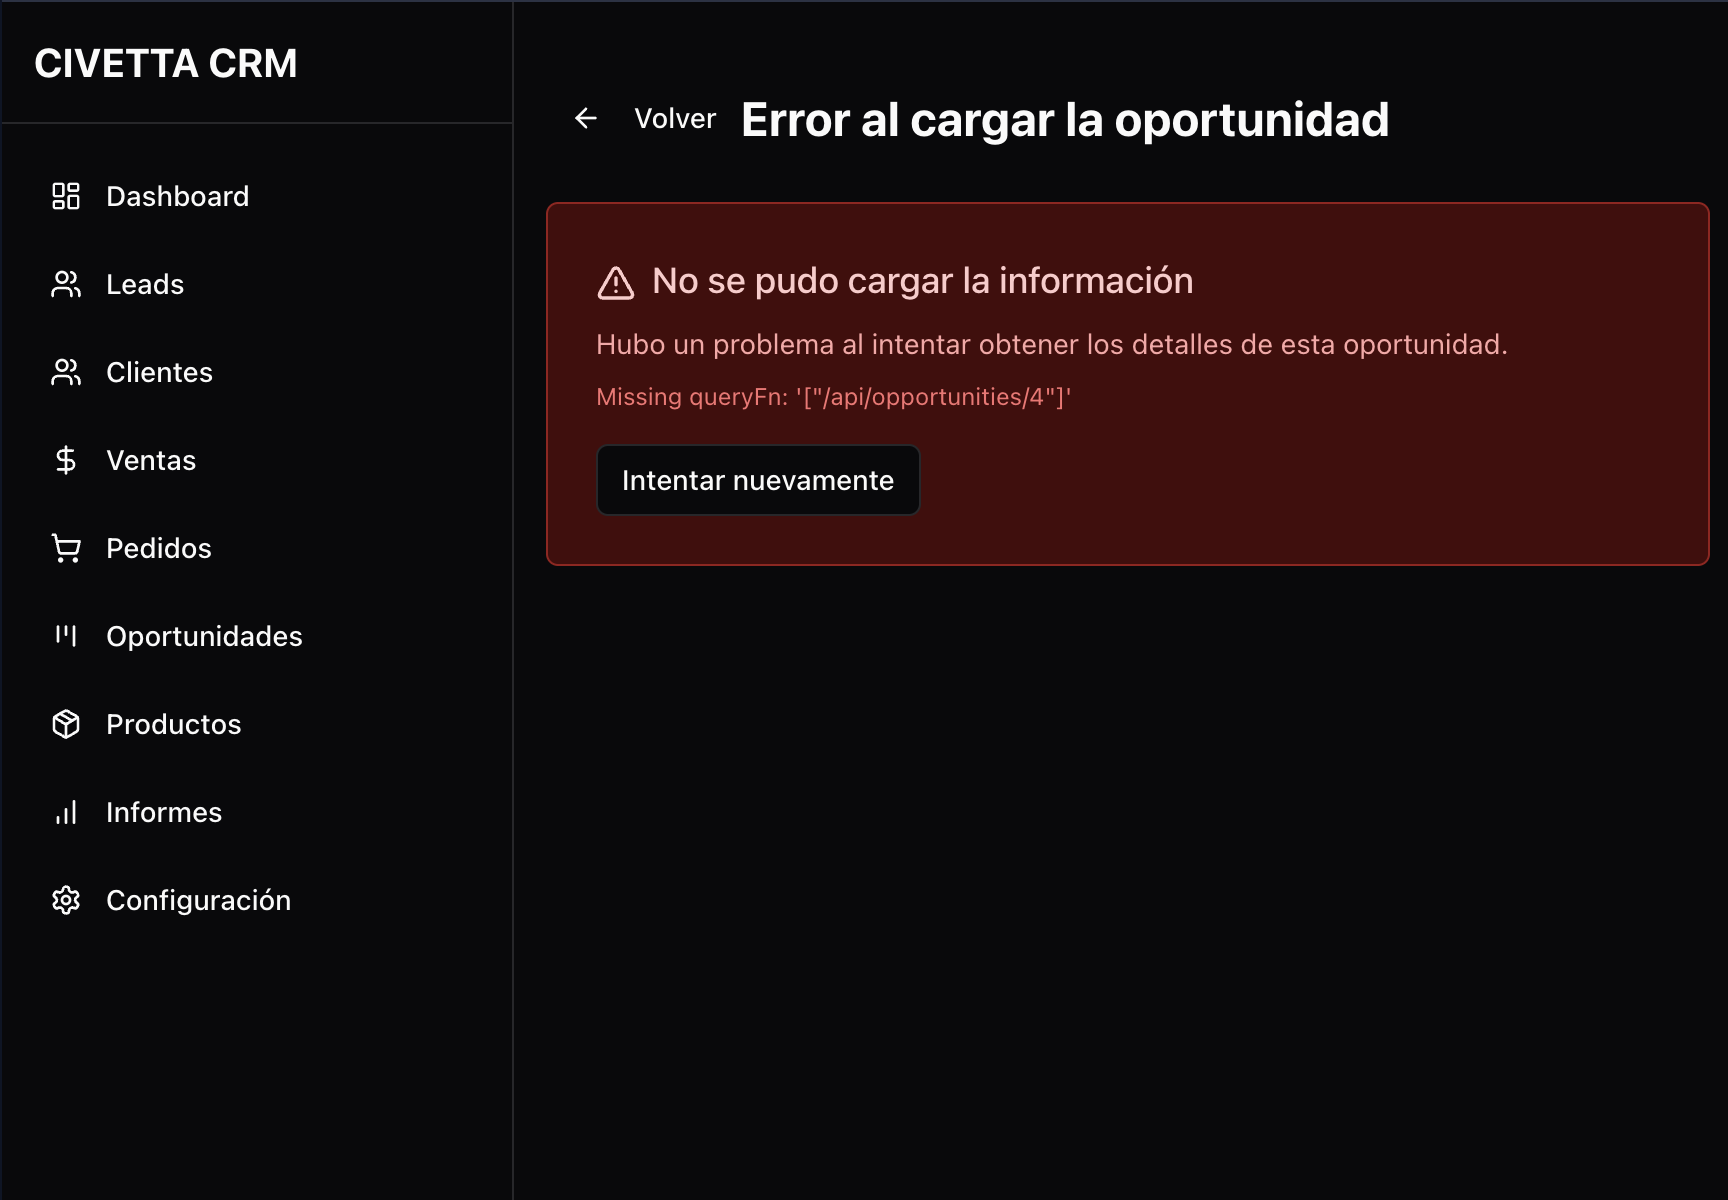 CIVETTA CRM
Dashboard
Leads
Clientes
Ventas
Pedidos
Oportunidades
Productos
Informes
Configuración
Volver
Error al cargar la oportunidad
No se pudo cargar la información
Hubo un problema al intentar obtener los detalles de esta oportunidad.
Missing queryFn: '["/api/opportunities/4"]'
Intentar nuevamente